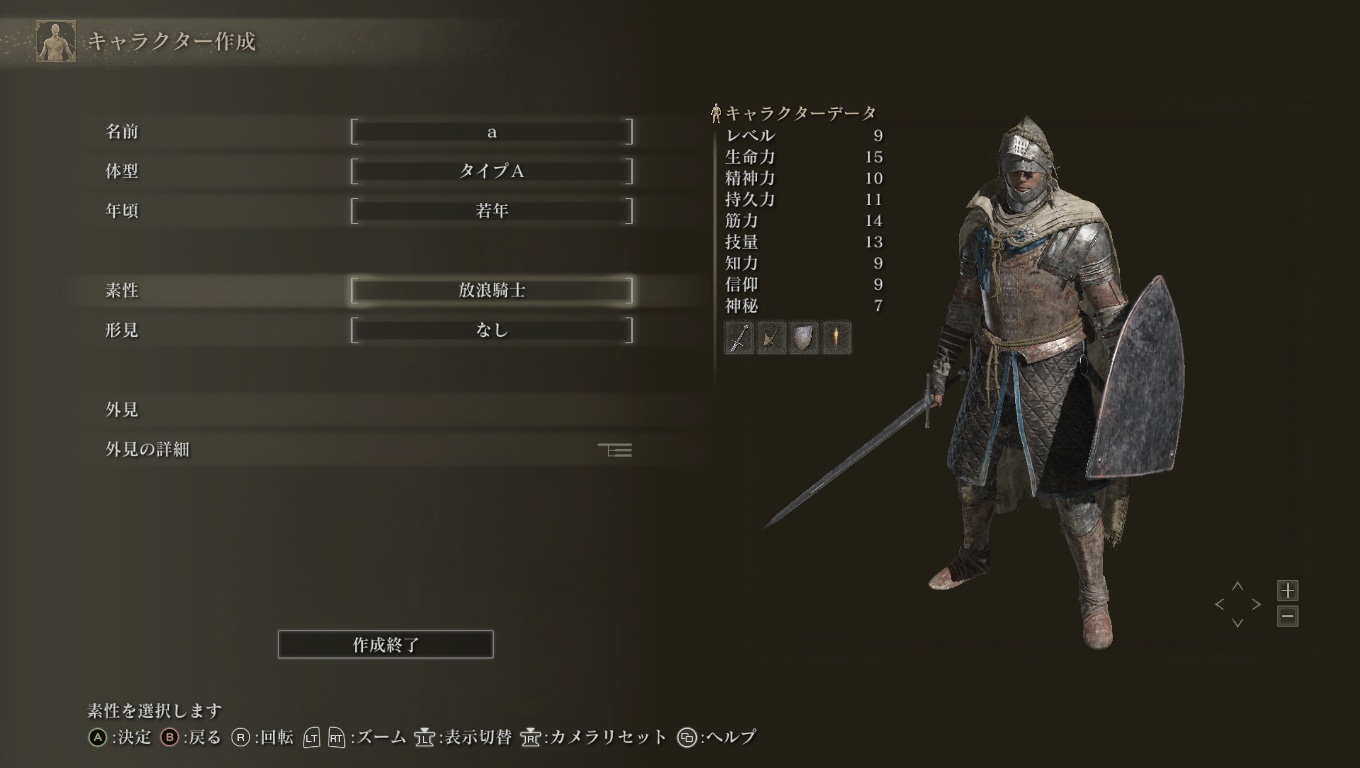 キャラクター作成
名前 a
体型 タイプA
年頃 若年
素性 放浪騎士
形見 なし
外見
外見の詳細
作成終了
キャラクターデータ
レベル 9
生命力 15
精神力 10
持久力 11
筋力 14
技量 13
知力 9
信仰 9
神秘 7
素性を選択します
A:決定 B:戻る R:回転 LT RT:ズーム L:表示切替 R:カメラリセット :ヘルプ